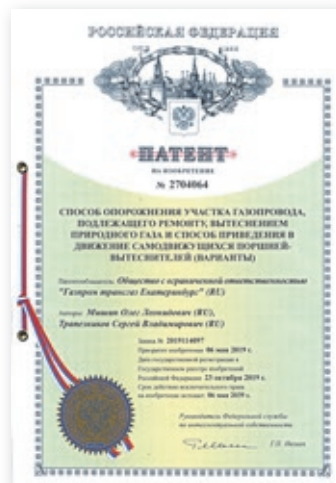 РОССИЙСКАЯ ФЕДЕРАЦИЯ
ПАТЕНТ
НА ИЗОБРЕТЕНИЕ
№ 2704064
СПОСОБ ОПОРОЖНЕНИЯ УЧАСТКА ГАЗОПРОВОДА,
ПОДЛЕЖАЩЕГО РЕМОНТУ, ВЫТЕСНЕНИЕМ
ПРИРОДНОГО ГАЗА И СПОСОБ ПРИВЕДЕНИЯ В
ДВИЖЕНИЕ САМОДВИЖУЩИХСЯ ПОРШНЕЙ-
ВЫТЕСНИТЕЛЕЙ (ВАРИАНТЫ)
Патентообладатель: Общество с ограниченной ответственностью
"Газпром трансгаз Екатеринбург" (RU)
Авторы: Олег Леонидович (RU),
Трапезников Сергей Владимирович (RU)
Заявка № 2019114097
Приоритет изобретения 06 мая 2019 г.
Дата государственной регистрации в
Государственном реестре изобретений
Российской Федерации 23 октября 2019 г.
Срок действия исключительного права
на изобретение истекает 06 мая 2039 г.
Руководитель Федеральной службы
по интеллектуальной собственности
Г.П. Ивлиев